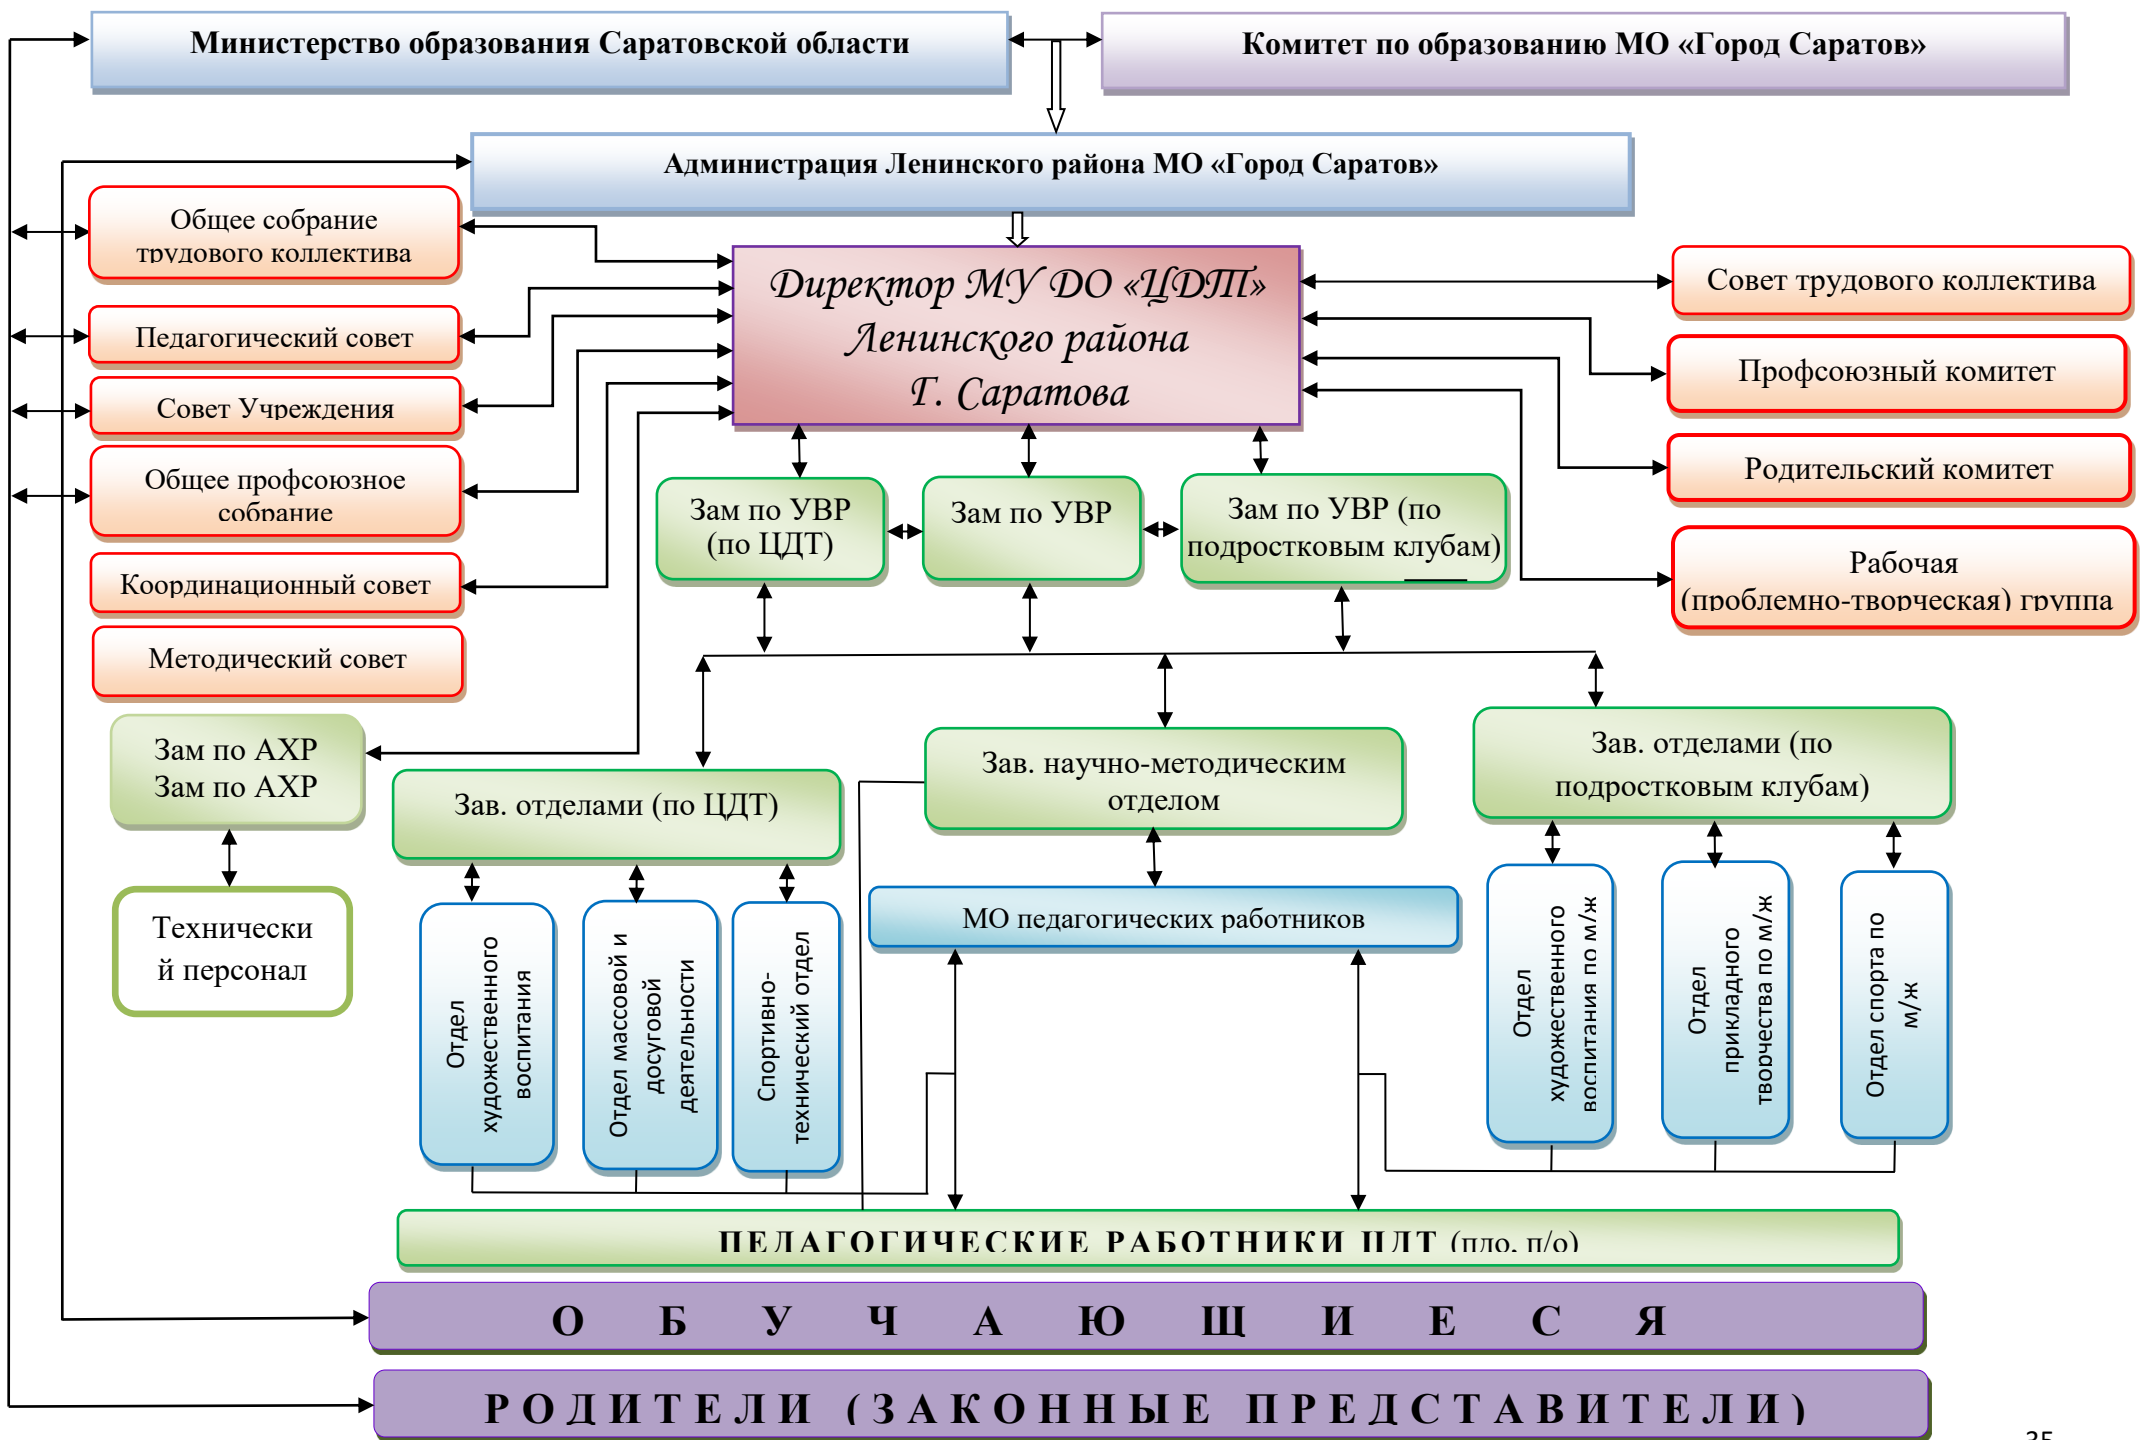 Министерство образования Саратовской области
Комитет по образованию МО «Город Саратов»
Администрация Ленинского района МО «Город Саратов»
Общее собрание
трудового коллектива
Педагогический совет
Совет Учреждения
Общее профсоюзное
собрание
Координационный совет
Методический совет
Директор МУ ДО «ЦДТ»
Ленинского района
Г. Саратова
Совет трудового коллектива
Профсоюзный комитет
Родительский комитет
Рабочая
(проблемно-творческая) группа
Зам по УВР
(по ЦДТ)
Зам по УВР
Зам по УВР (по
подростковым клубам)
Зам по АХР
Зам по АХР
Технически
й персонал
Зав. отделами (по ЦДТ)
Зав. научно-методическим
отделом
Зав. отделами (по
подростковым клубам)
Отдел
художественного
воспитания
Отдел массовой и
досуговой
деятельности
Спортивно-
технический отдел
МО педагогических работников
Отдел
художественного
воспитания по м/ж
Отдел
прикладного
творчества по м/ж
Отдел спорта по
м/ж
ПЕДАГОГИЧЕСКИЕ РАБОТНИКИ ЦДТ (пдо, п/о)
О Б У Ч А Ю Щ И Е С Я
РОДИТЕЛИ (ЗАКОННЫЕ ПРЕДСТАВИТЕЛИ)
35